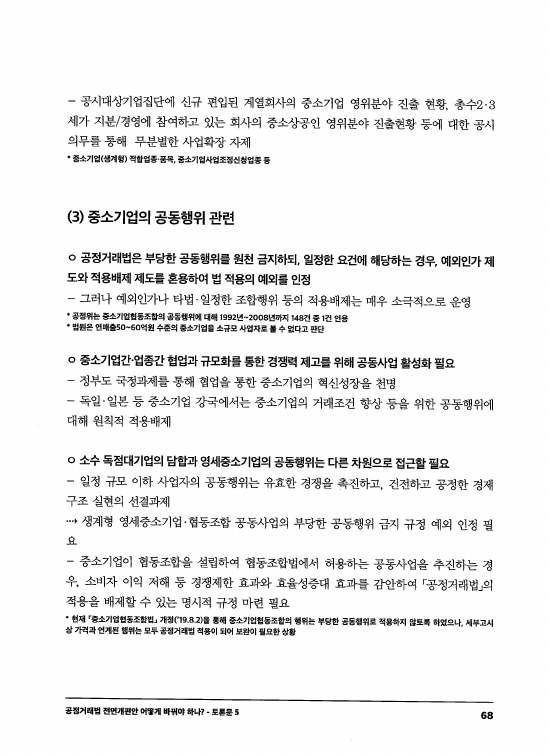 – 공시대상기업집단에 신규 편입된 계열회사의 중소기업 영위분야 진출 현황, 총수2·3
세가 지분/경영에 참여하고 있는 회사의 중소상공인 영위분야 진출현황 등에 대한 공시
의무를 통해 무분별한 사업확장 자제
* 중소기업(생계형) 적합업종·품목, 중소기업사업조정신청업종 등
(3) 중소기업의 공동행위 관련
ㅇ 공정거래법은 부당한 공동행위를 원천 금지하되, 일정한 요건에 해당하는 경우, 예외인가 제
도와 적용배제 제도를 혼용하여 법 적용의 예외를 인정
– 그러나 예외인가나 타법·일정한 조합행위 등의 적용배제는 매우 소극적으로 운영
* 공정위는 중소기업협동조합의 공동행위에 대해 1992년~2008년까지 148건 중 1건 인용
* 법원은 연매출50~60억원 수준의 중소기업을 소규모 사업자로 볼 수 없다고 판단
ㅇ 중소기업간·업종간 협업과 규모화를 통한 경쟁력 제고를 위해 공동사업 활성화 필요
– 정부도 국정과제를 통해 협업을 통한 중소기업의 혁신성장을 천명
– 독일·일본 등 중소기업 강국에서는 중소기업의 거래조건 향상 등을 위한 공동행위에
대해 원칙적 적용배제
ㅇ 소수 독점대기업의 담합과 영세중소기업의 공동행위는 다른 차원으로 접근할 필요
– 일정 규모 이하 사업자의 공동행위는 유효한 경쟁을 촉진하고, 건전하고 공정한 경제
구조 실현의 선결과제
⇢ 생계형 영세중소기업·협동조합 공동사업의 부당한 공동행위 금지 규정 예외 인정 필
요
– 중소기업이 협동조합을 설립하여 협동조합법에서 허용하는 공동사업을 추진하는 경
우, 소비자 이익 저해 등 경쟁제한 효과와 효율성증대 효과를 감안하여 「공정거래법」의
적용을 배제할 수 있는 명시적 규정 마련 필요
* 현재 「중소기업협동조합법」 개정('19.8.2)을 통해 중소기업협동조합의 행위는 부당한 공동행위로 적용하지 않토록 하였으나, 세부고시
상 가격과 연계된 행위는 모두 공정거래법 적용이 되어 보완이 필요한 상황
공정거래법 전면개편안 어떻게 바꿔야 하나? - 토론문 5
68